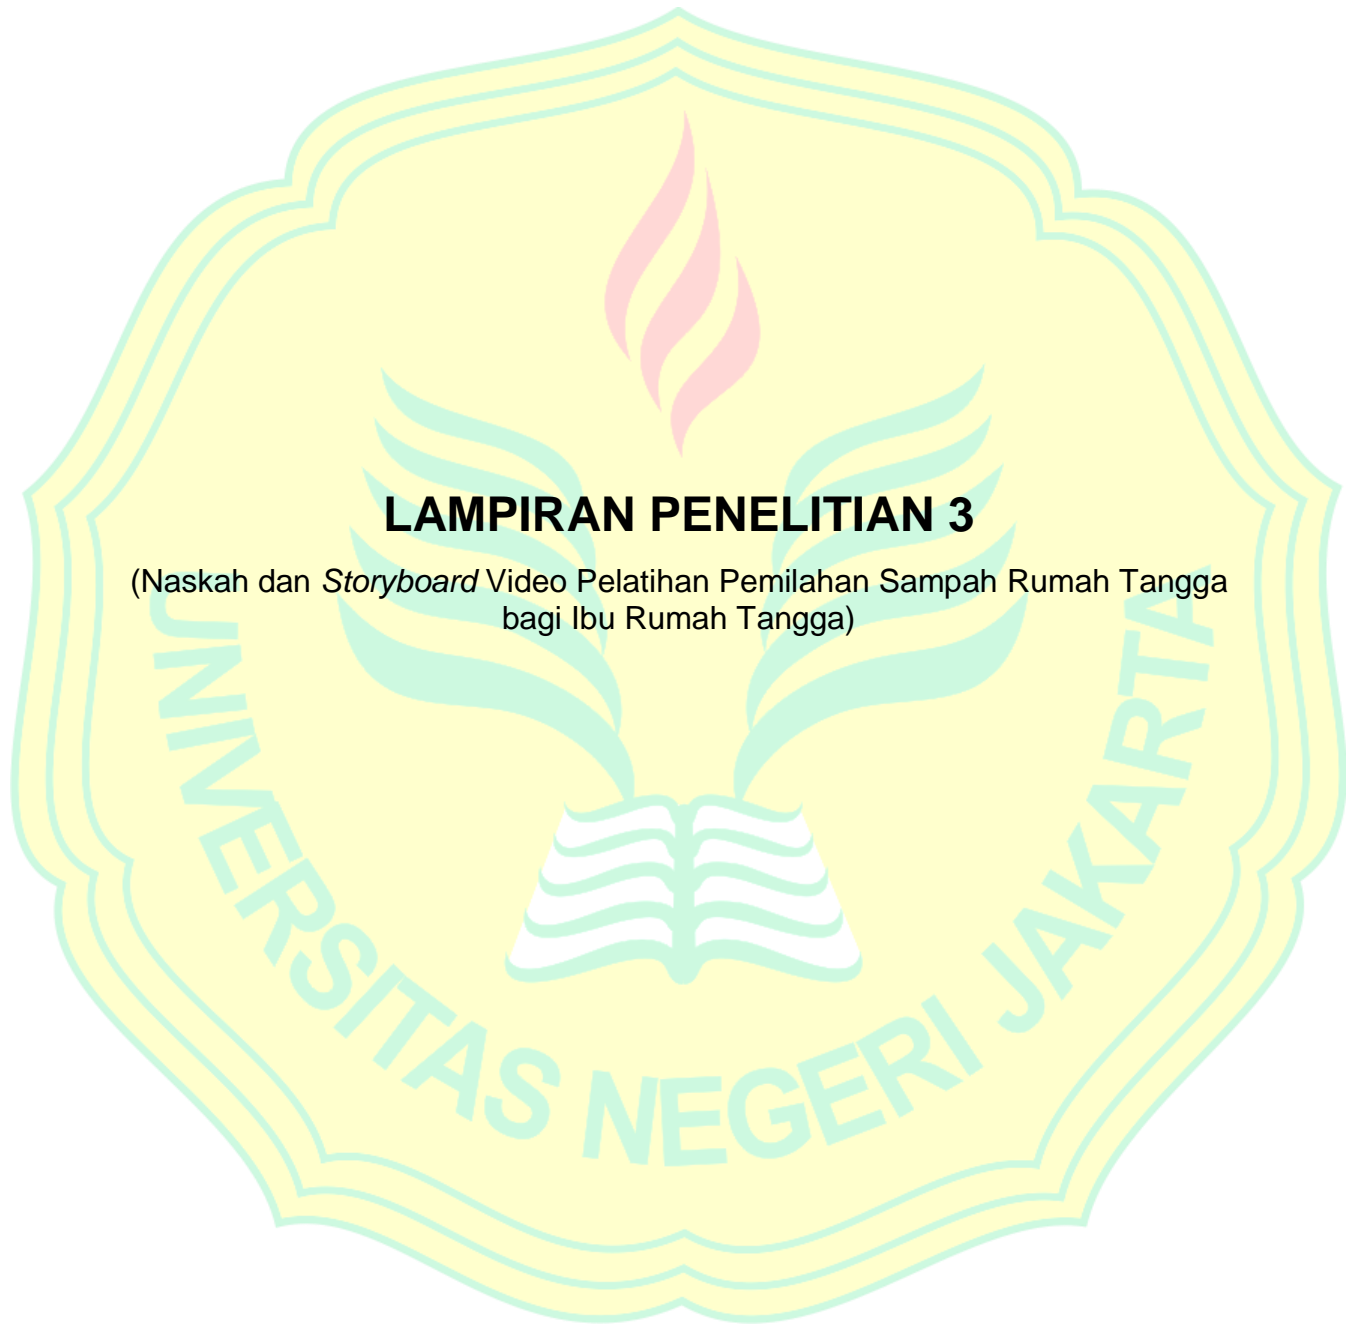 LAMPIRAN PENELITIAN 3
(Naskah dan Storyboard Video Pelatihan Pemilahan Sampah Rumah Tangga
bagi Ibu Rumah Tangga)
UNIVERSITAS NEGERI JAKARTA